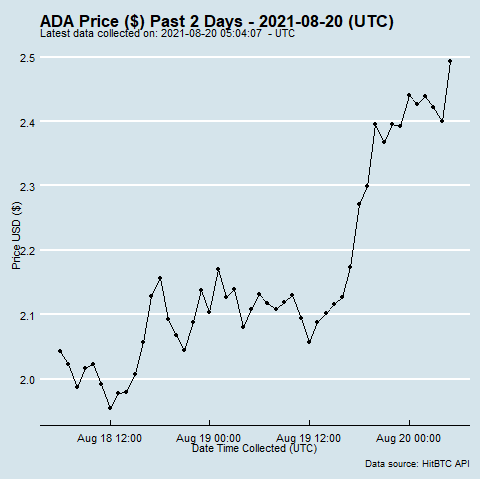 ADA Price ($) Past 2 Days - 2021-08-20 (UTC)
Latest data collected on: 2021-08-20 05:04:07 - UTC
2.5
2.4
2.3
2.2
2.1
2.0
Price USD ($)
Aug 18 12:00
Aug 19 00:00
Aug 19 12:00
Aug 20 00:00
Date Time Collected (UTC)
Data source: HitBTC API